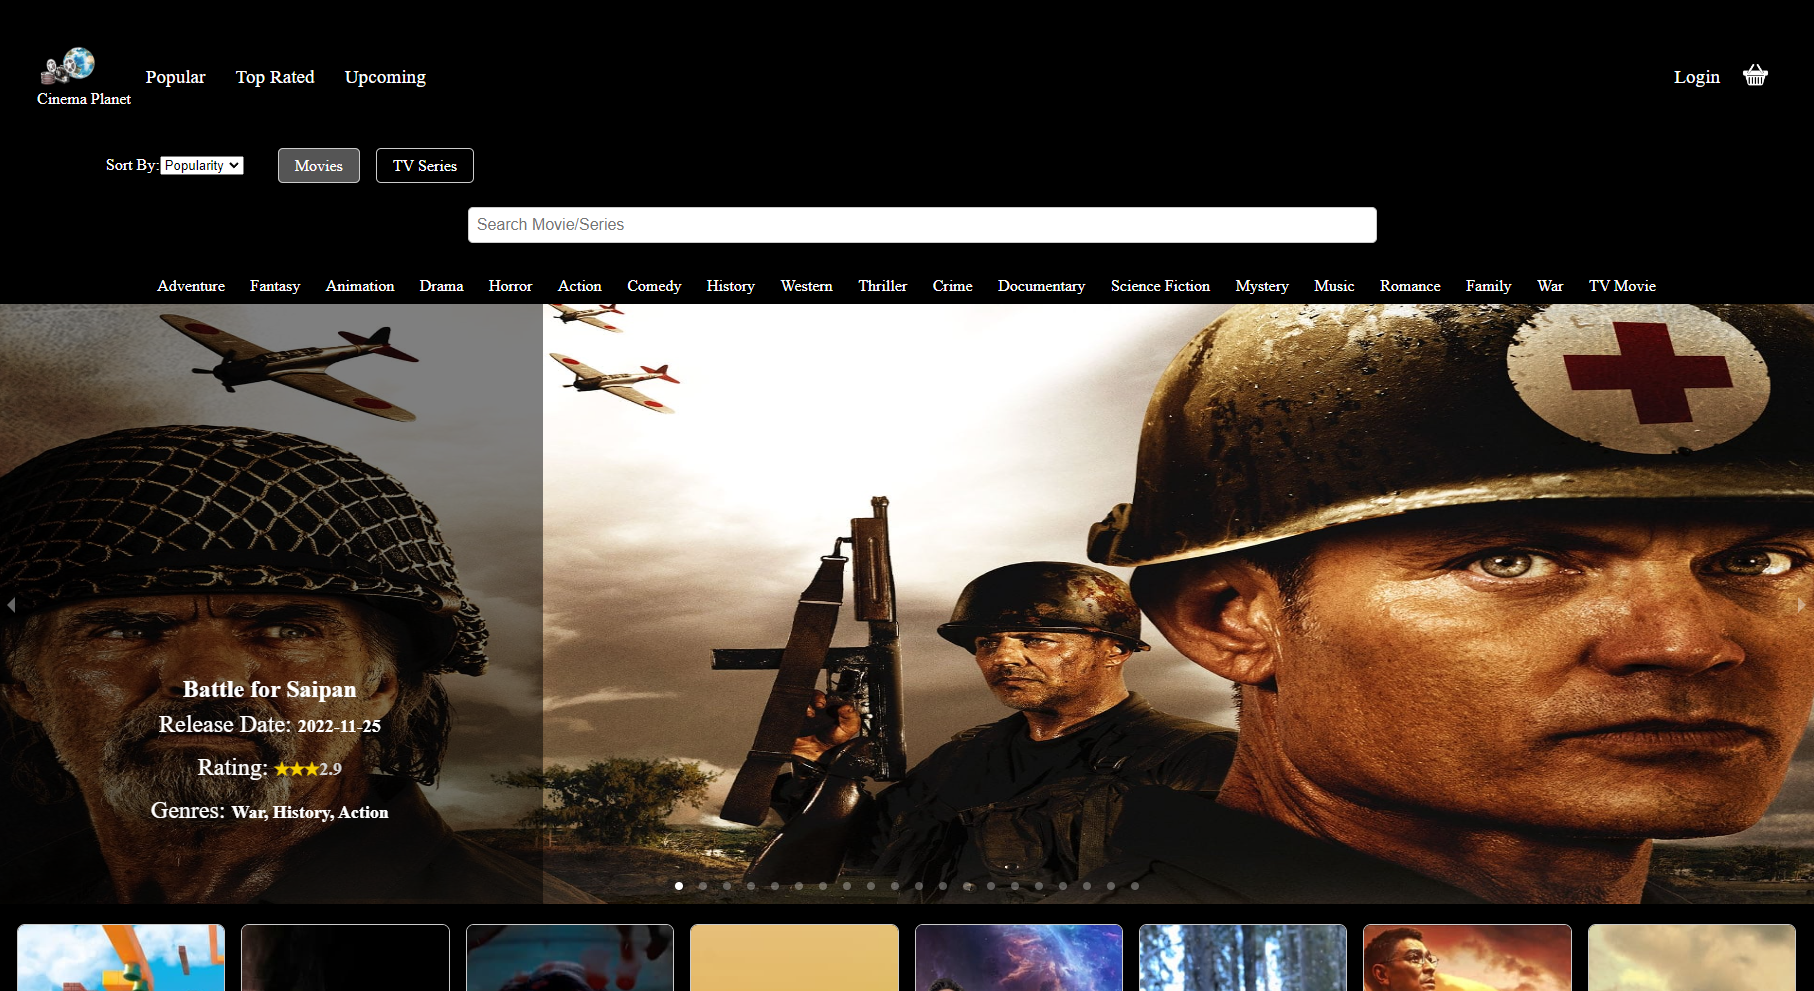 Cinema Planet
Popular
Top Rated
Upcoming
Login
Sort By: Popularity
Movies
TV Series
Search Movie/Series
Adventure Fantasy Animation Drama Horror Action Comedy History Western Thriller Crime Documentary Science Fiction Mystery Music Romance Family War TV Movie
Battle for Saipan
Release Date: 2022-11-25
Rating: ★★★2.9
Genres: War, History, Action